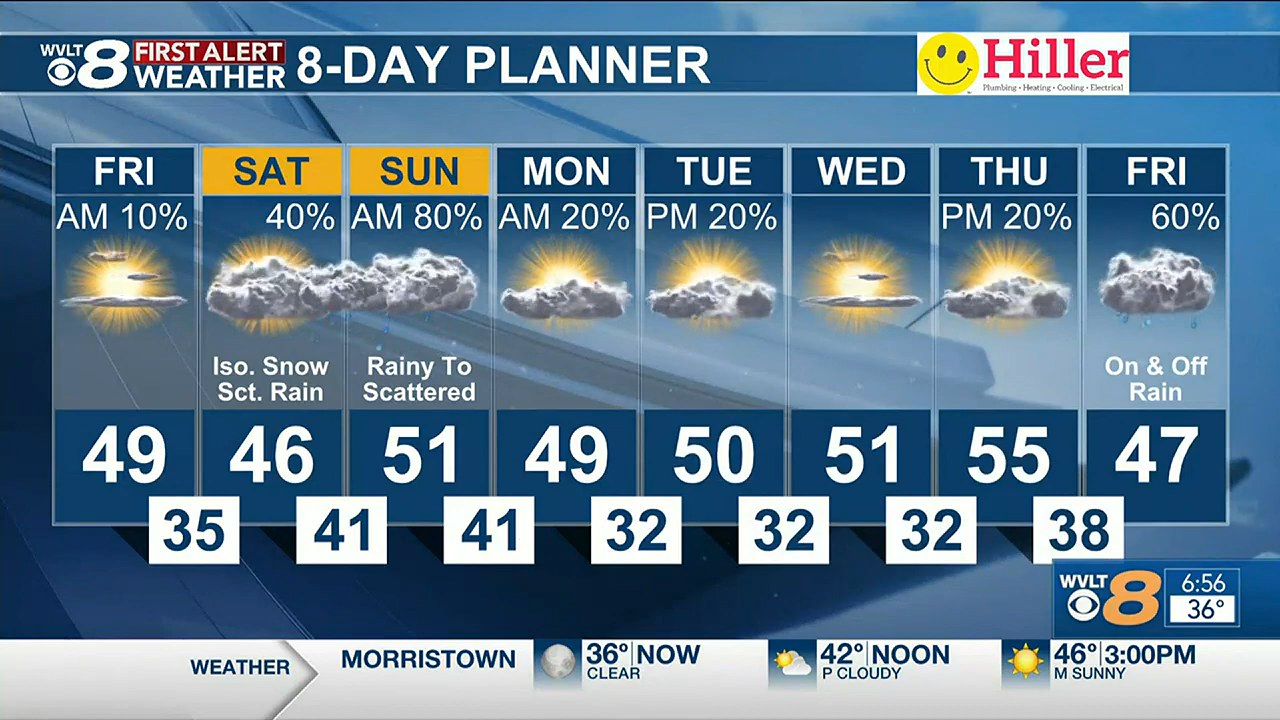 WVLT 8 FIRST ALERT WEATHER
8-DAY PLANNER
Hiller
Plumbing • Heating • Cooling • Electrical
FRI SAT SUN MON TUE WED THU FRI
AM 10% 40% AM 80% AM 20% PM 20% PM 20% 60%
Iso. Snow Rainy To On & Off
Sct. Rain Scattered Rain
49 46 51 49 50 51 55 47
35 41 41 32 32 32 38
WVLT 8 6:56
36°
WEATHER MORRISTOWN 36° NOW 42° NOON 46° 3:00PM
CLEAR P CLOUDY M SUNNY